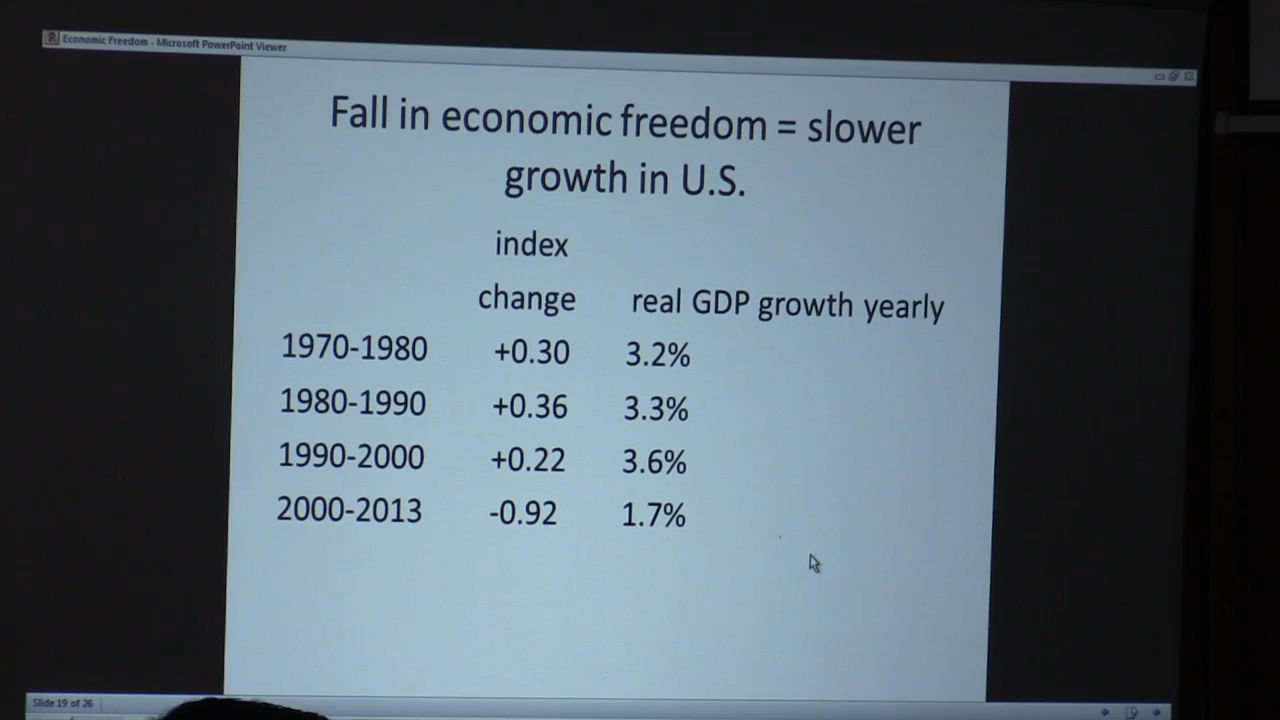 Economic Freedom - Microsoft PowerPoint Viewer
Fall in economic freedom = slower
growth in U.S.
index
change real GDP growth yearly
1970-1980 +0.30 3.2%
1980-1990 +0.36 3.3%
1990-2000 +0.22 3.6%
2000-2013 -0.92 1.7%
Slide 19 of 26